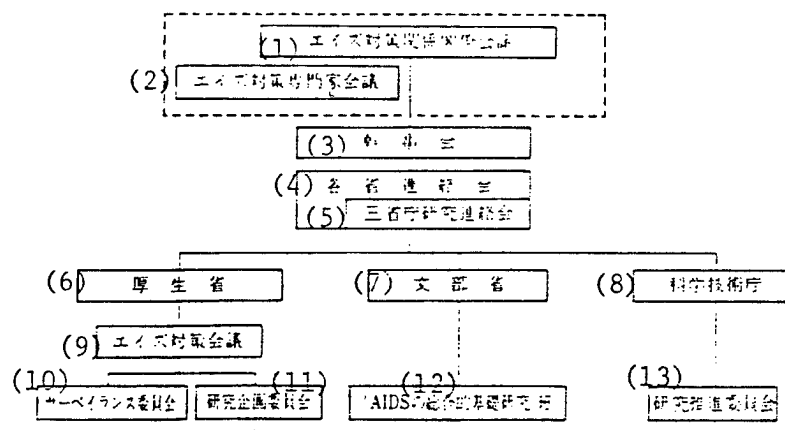 (1) エイズ対策関係閣僚会議
(2) エイズ対策専門家会議
(3) 幹事会
(4) 各省連絡会
(5) 三省庁研究連絡会
(6) 厚生省
(7) 文部省
(8) 科学技術庁
(9) エイズ対策会議
(10) サーベイランス委員会
(11) 研究企画委員会
(12) 「AIDSの総合的基礎研究」班
(13) 研究推進委員会